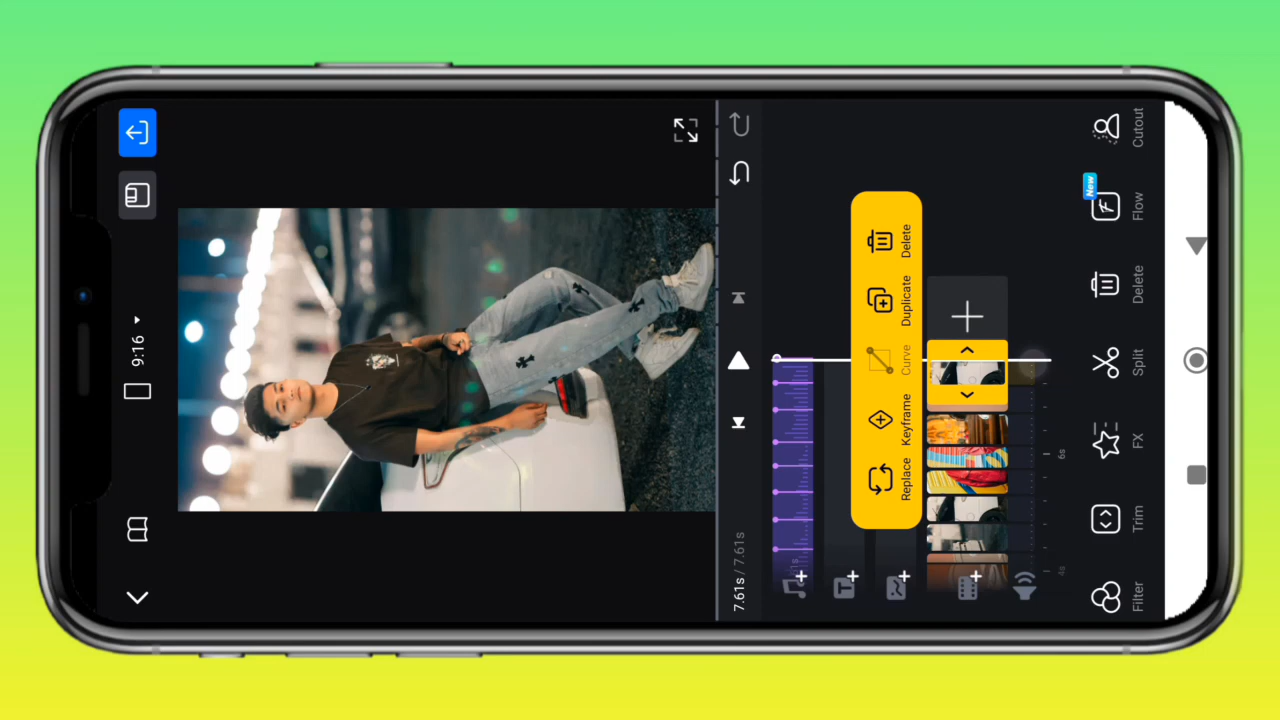 9:16
7.61s / 7.61s
Replace
Keyframe
Curve
Duplicate
Delete
4s
6s
New
Filter
Trim
FX
Split
Delete
Flow
Cutout